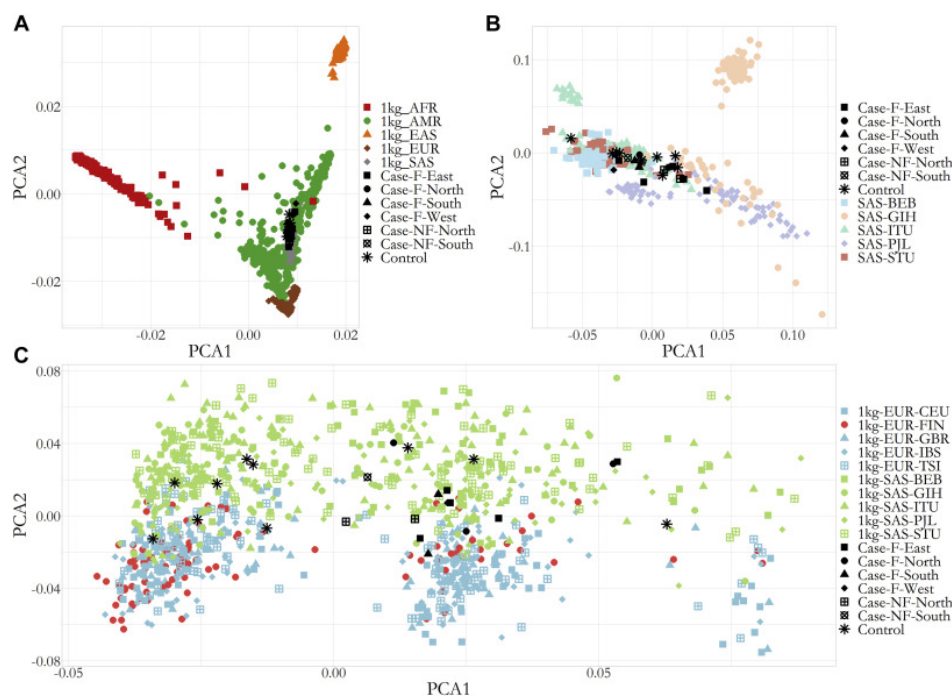 A
PCA2
0.02
0.00
-0.02
-0.02
0.00
0.02
PCA1
1kg_AFR
1kg_AMR
1kg_EAS
1kg_EUR
1kg_SAS
Case-F-East
Case-F-North
Case-F-South
Case-F-West
Case-NF-North
Case-NF-South
Control
B
PCA2
0.1
0.0
-0.1
-0.05
0.00
0.05
0.10
PCA1
Case-F-East
Case-F-North
Case-F-South
Case-F-West
Case-NF-North
Case-NF-South
Control
SAS-BEB
SAS-GIH
SAS-ITU
SAS-PJL
SAS-STU
C
PCA2
0.08
0.04
0.00
-0.04
-0.08
-0.05
0.00
0.05
PCA1
1kg-EUR-CEU
1kg-EUR-FIN
1kg-EUR-GBR
1kg-EUR-IBS
1kg-EUR-TSI
1kg-SAS-BEB
1kg-SAS-GIH
1kg-SAS-ITU
1kg-SAS-PJL
1kg-SAS-STU
Case-F-East
Case-F-North
Case-F-South
Case-F-West
Case-NF-North
Case-NF-South
Control